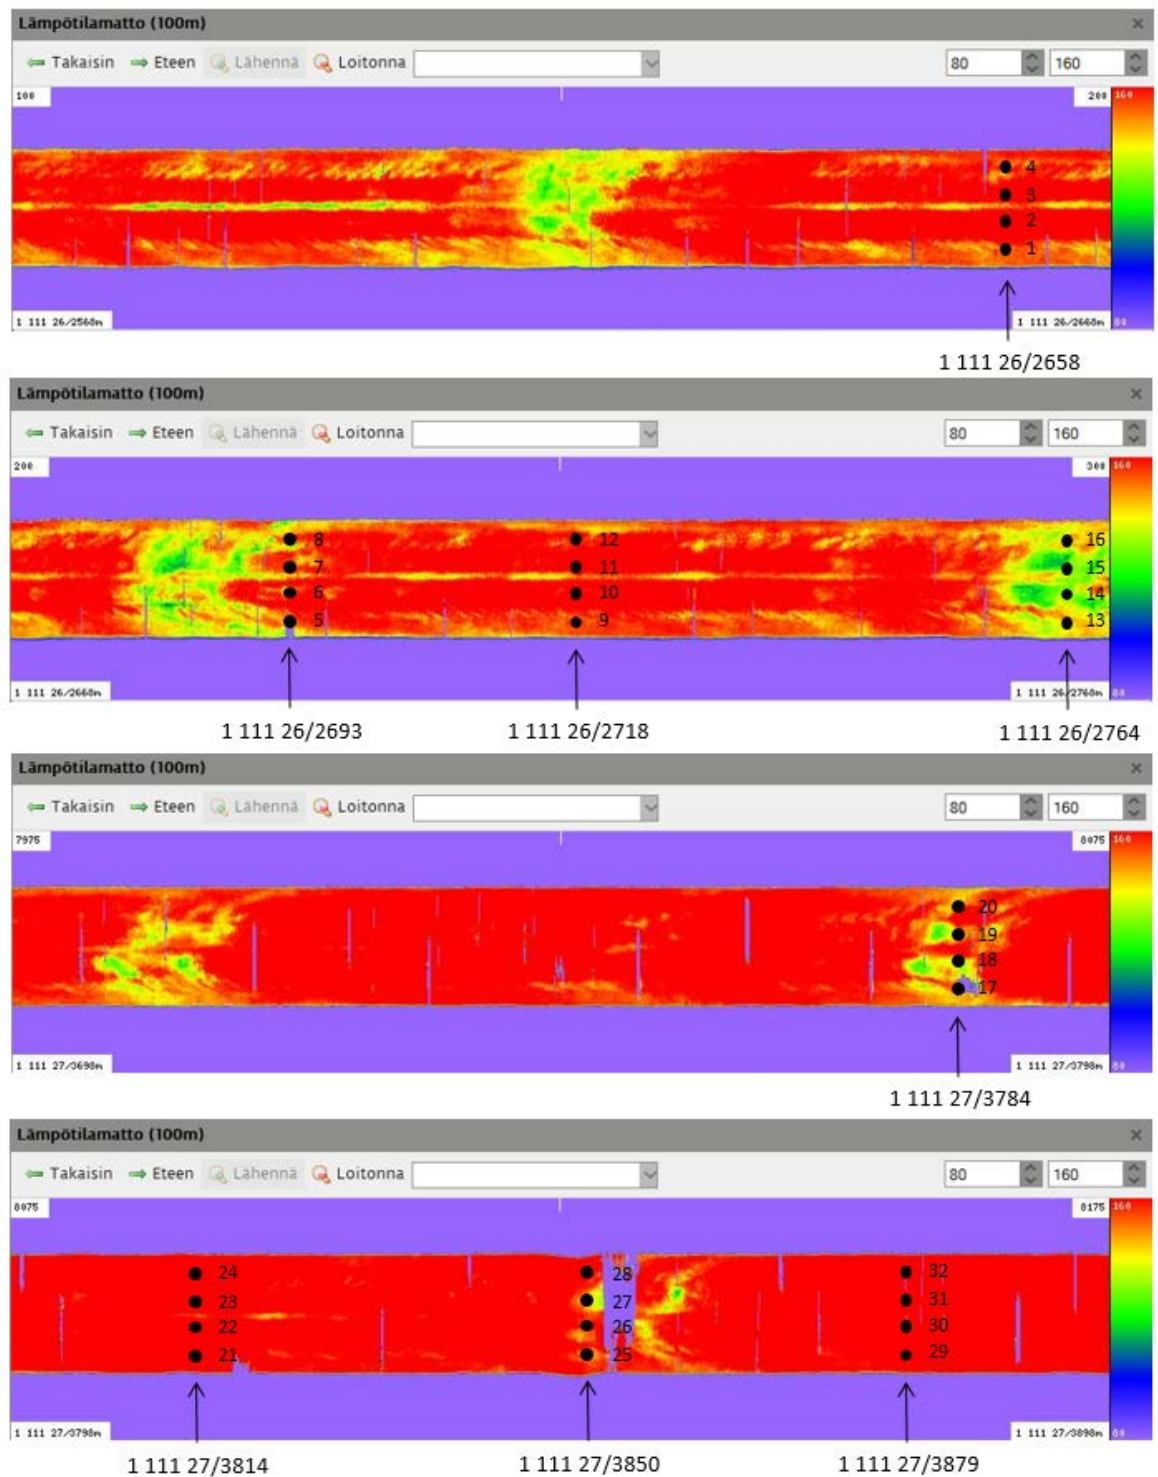 Lämpötilamatto (100m)
Takaisin Eteen Lähennä Loitonna 80 160
100 200 160
4
3
2
1
1 111 26/2568m 1 111 26/2668m 80
1 111 26/2658
Lämpötilamatto (100m)
Takaisin Eteen Lähennä Loitonna 80 160
200 300 160
8 12 16
7 11 15
6 10 14
5 9 13
1 111 26/2668m 1 111 26/2768m 80
1 111 26/2693 1 111 26/2718 1 111 26/2764
Lämpötilamatto (100m)
Takaisin Eteen Lähennä Loitonna 80 160
7975 8075 160
20
19
18
17
1 111 27/3698m 1 111 27/3798m 80
1 111 27/3784
Lämpötilamatto (100m)
Takaisin Eteen Lähennä Loitonna 80 160
8075 8175 160
24 28 32
23 27 31
22 26 30
21 25 29
1 111 27/3798m 1 111 27/3898m 80
1 111 27/3814 1 111 27/3850 1 111 27/3879